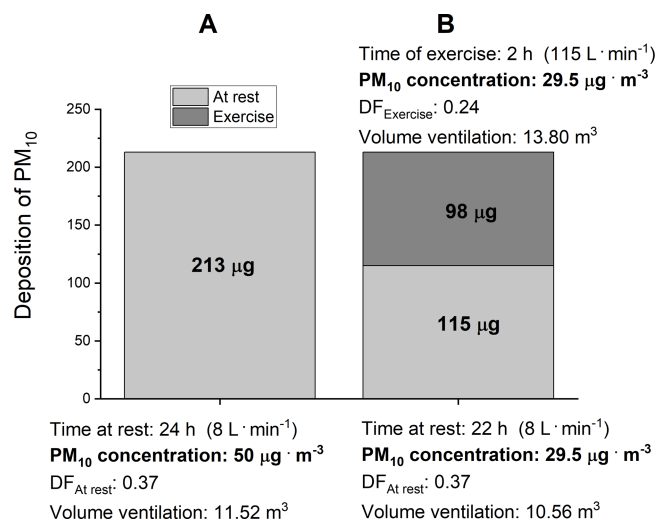 A
B
Time of exercise: 2 h (115 L·min⁻¹)
PM₁₀ concentration: 29.5 µg·m⁻³
DF_Exercise: 0.24
Volume ventilation: 13.80 m³
At rest
Exercise
Deposition of PM₁₀
250
200
150
100
50
0
213 µg
98 µg
115 µg
Time at rest: 24 h (8 L·min⁻¹)
PM₁₀ concentration: 50 µg·m⁻³
DF_At rest: 0.37
Volume ventilation: 11.52 m³
Time at rest: 22 h (8 L·min⁻¹)
PM₁₀ concentration: 29.5 µg·m⁻³
DF_At rest: 0.37
Volume ventilation: 10.56 m³